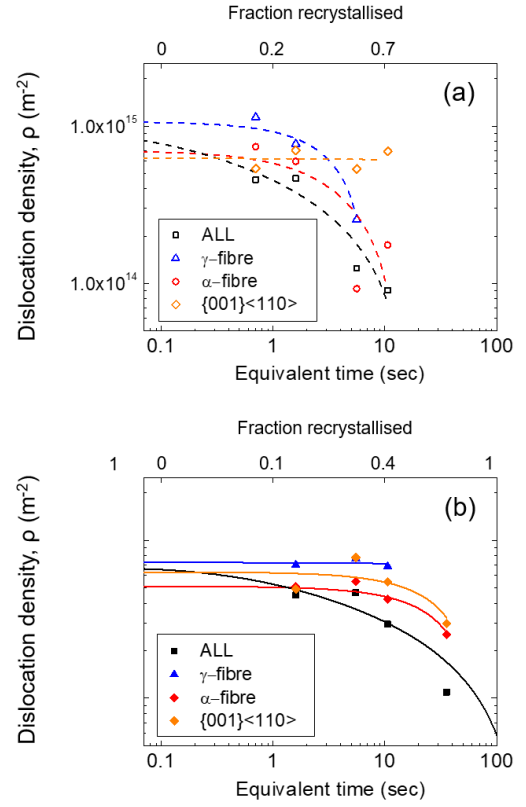 Fraction recrystallised
0 0.2 0.7
(a)
1.0x10¹⁵
1.0x10¹⁴
Dislocation density, ρ (m⁻²)
ALL
γ−fibre
α−fibre
{001}<110>
0.1 1 10 100
Equivalent time (sec)
Fraction recrystallised
1 0 0.1 0.4 1
(b)
Dislocation density, ρ (m⁻²)
ALL
γ−fibre
α−fibre
{001}<110>
0.1 1 10 100
Equivalent time (sec)